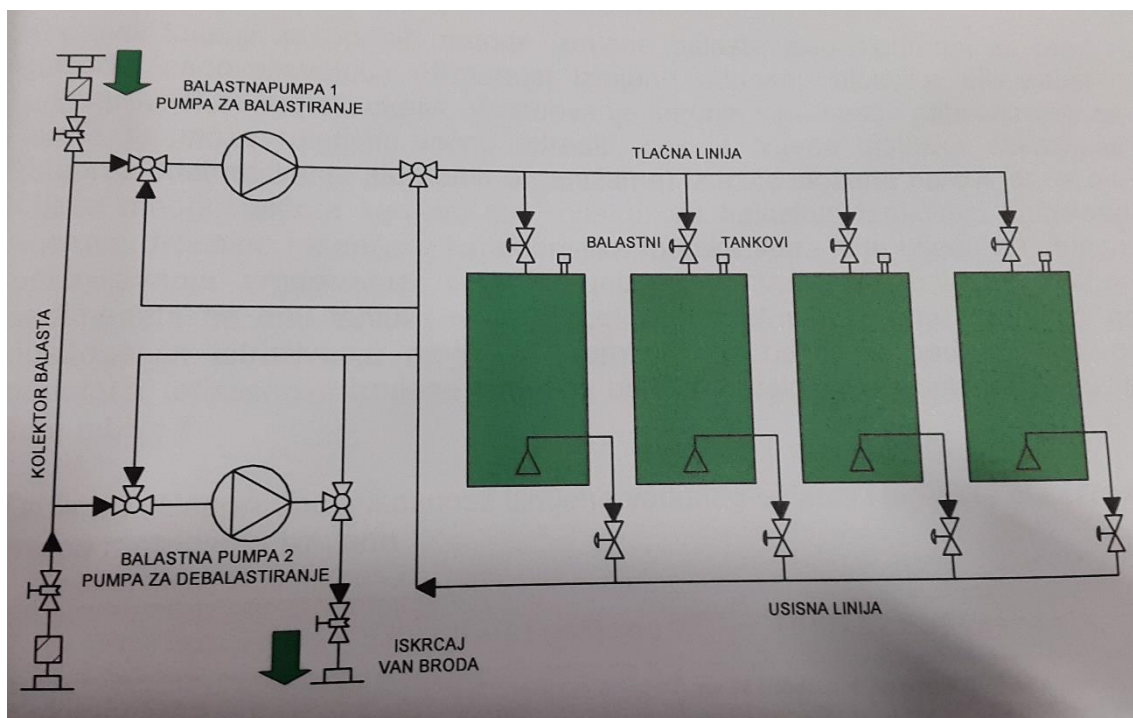 BALASTNAPUMPA 1
PUMPA ZA BALASTIRANJE
TLAČNA LINIJA
BALASTNI
TANKOVI
KOLEKTOR BALASTA
BALASTNA PUMPA 2
PUMPA ZA DEBALASTIRANJE
USISNA LINIJA
ISKRCAJ
VAN BRODA